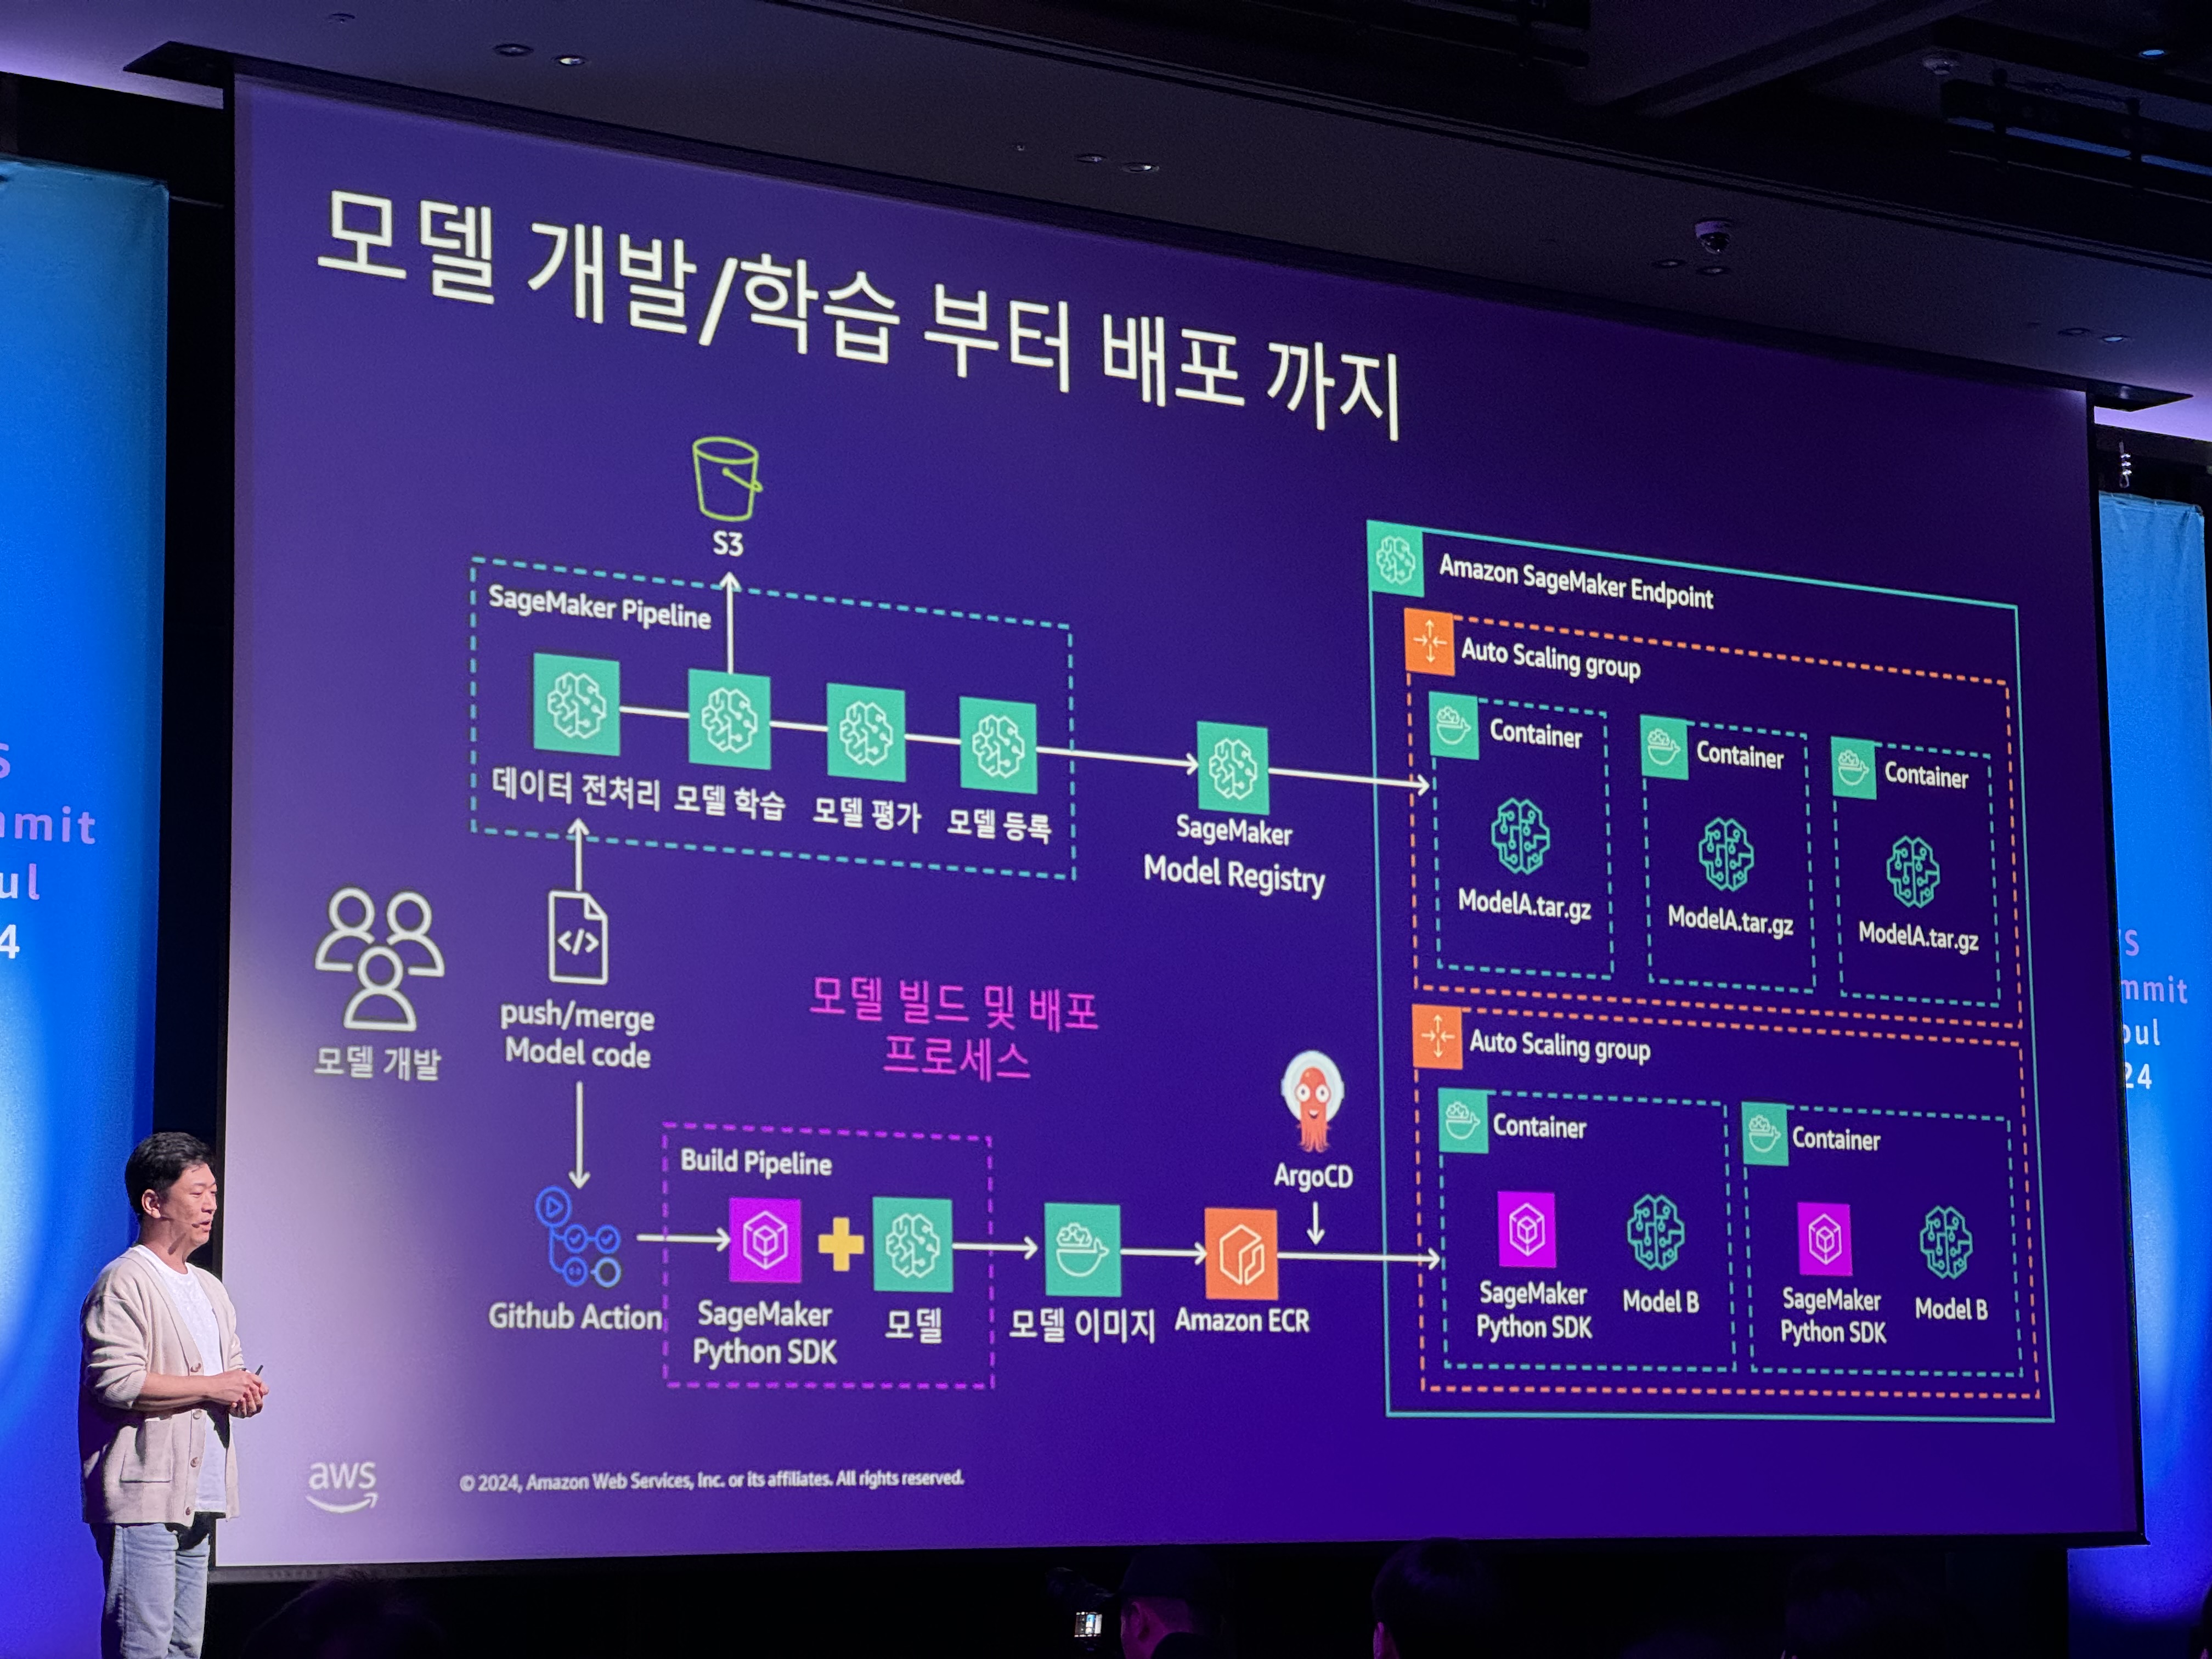 모델 개발/학습 부터 배포 까지
S3
SageMaker Pipeline
데이터 전처리
모델 학습
모델 평가
모델 등록
SageMaker
Model Registry
모델 개발
push/merge
Model code
모델 빌드 및 배포
프로세스
Github Action
Build Pipeline
SageMaker
Python SDK
모델
모델 이미지
Amazon ECR
ArgoCD
Amazon SageMaker Endpoint
Auto Scaling group
Container
ModelA.tar.gz
Container
ModelA.tar.gz
Container
ModelA.tar.gz
Auto Scaling group
Container
SageMaker
Python SDK
Model B
Container
SageMaker
Python SDK
Model B
aws
© 2024, Amazon Web Services, Inc. or its affiliates. All rights reserved.
S
mmit
ul
4
S
mmit
oul
24